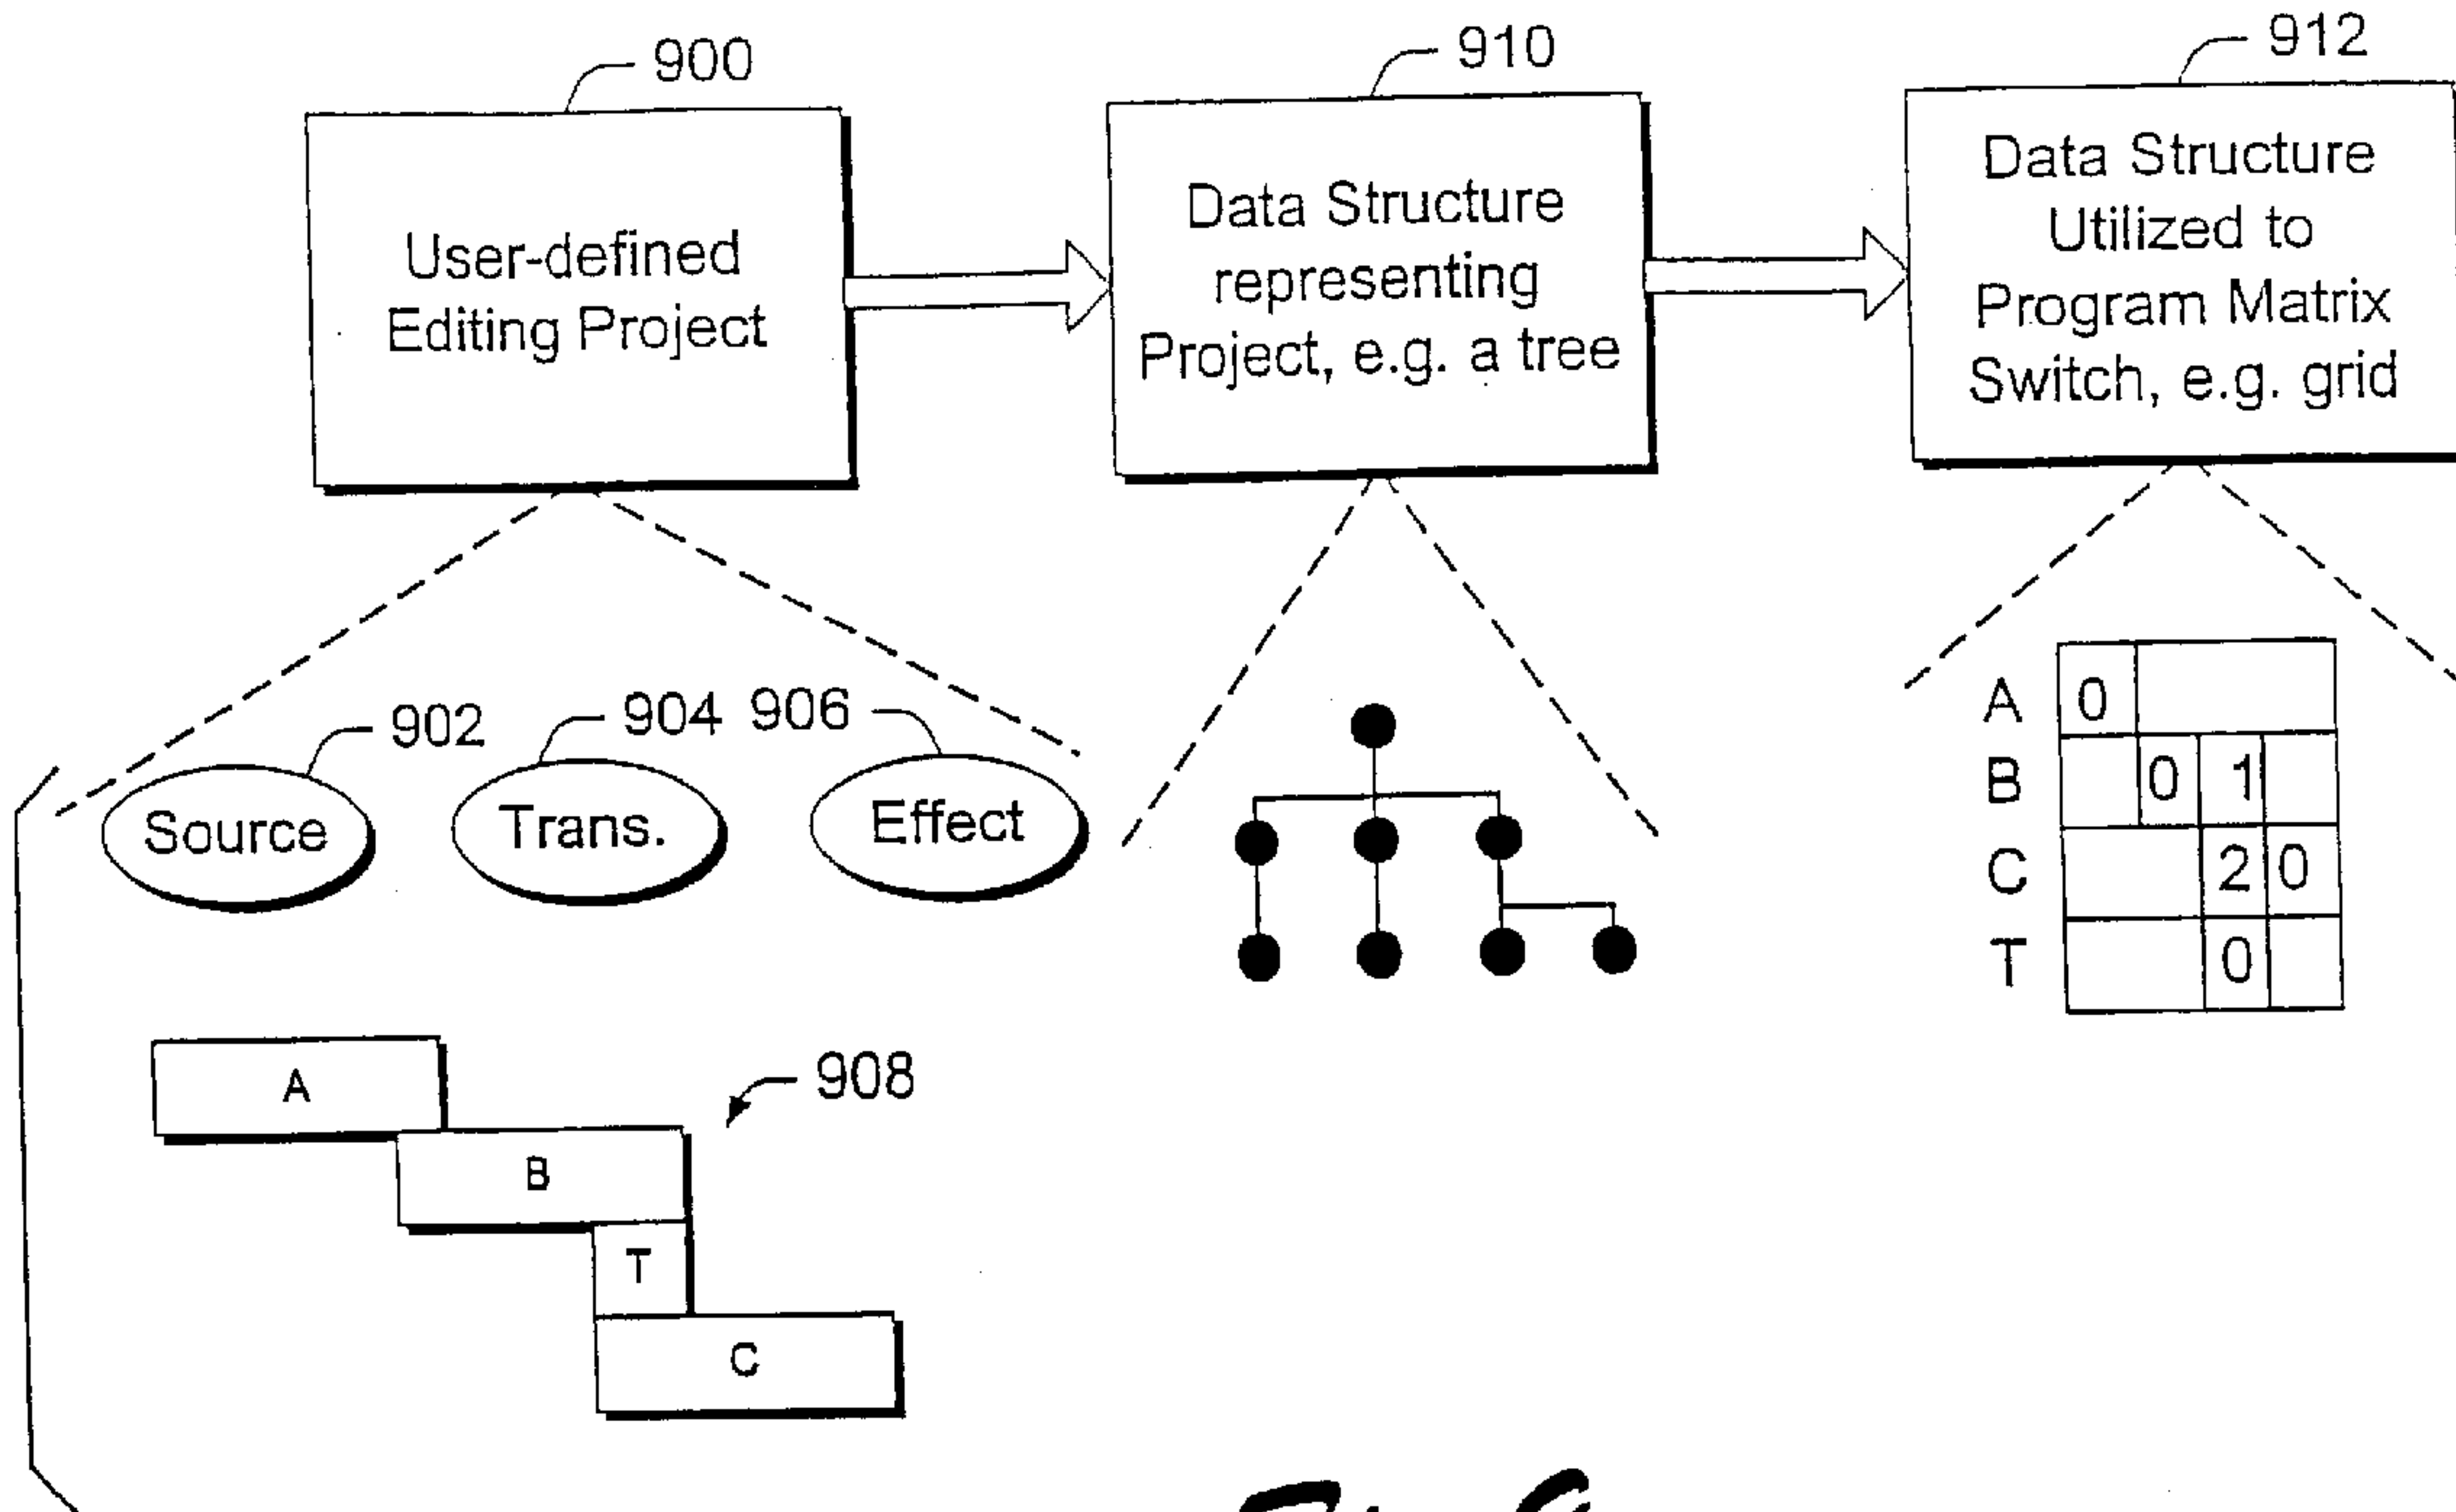 900
910
912
User-defined
Editing Project
Data Structure
representing
Project, e.g. a tree
Data Structure
Utilized to
Program Matrix
Switch, e.g. grid
902
904
906
Source
Trans.
Effect
A 0
B 0 1
C 2 0
T 0
908
A
B
T
C